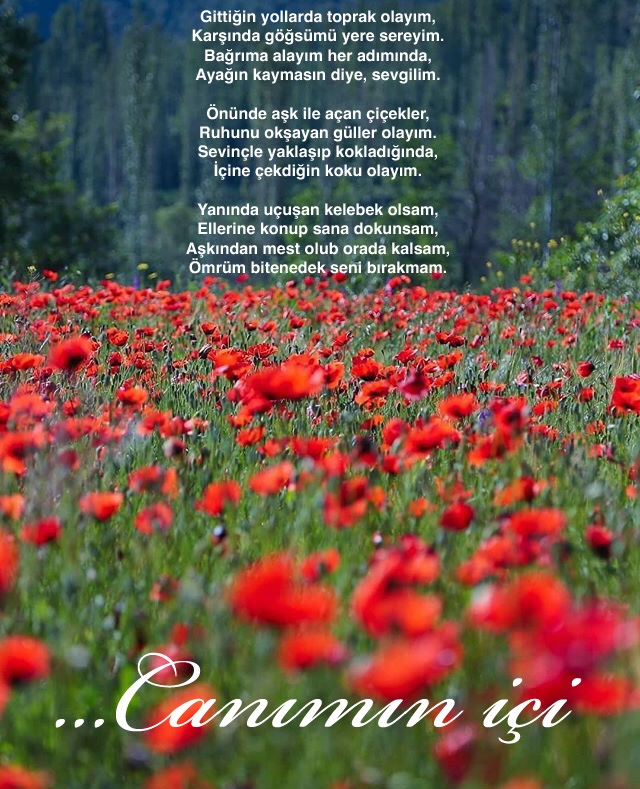 Gittiğin yollarda toprak olayım,
Karşında göğsümü yere sereyim.
Bağrıma alayım her adımında,
Ayağın kaymasın diye, sevgilim.
Önünde aşk ile açan çiçekler,
Ruhunu okşayan güller olayım.
Sevinçle yaklaşıp kokladığında,
İçine çekdiğin koku olayım.
Yanında uçuşan kelebek olsam,
Ellerine konup sana dokunsam,
Aşkından mest olub orada kalsam,
Ömrüm bitenedek seni bırakmam.
...Canımın içi